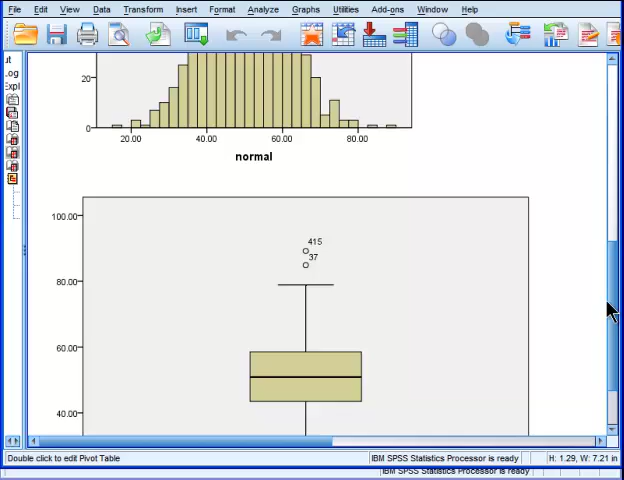 File Edit View Data Transform Insert Format Analyze Graphs Utilities Add-ons Window Help
20
0
20.00 40.00 60.00 80.00
normal
100.00
415
37
80.00
60.00
40.00
Double click to edit Pivot Table IBM SPSS Statistics Processor is ready H: 1.29, W: 7.21 in
IBM SPSS Statistics Processor is ready